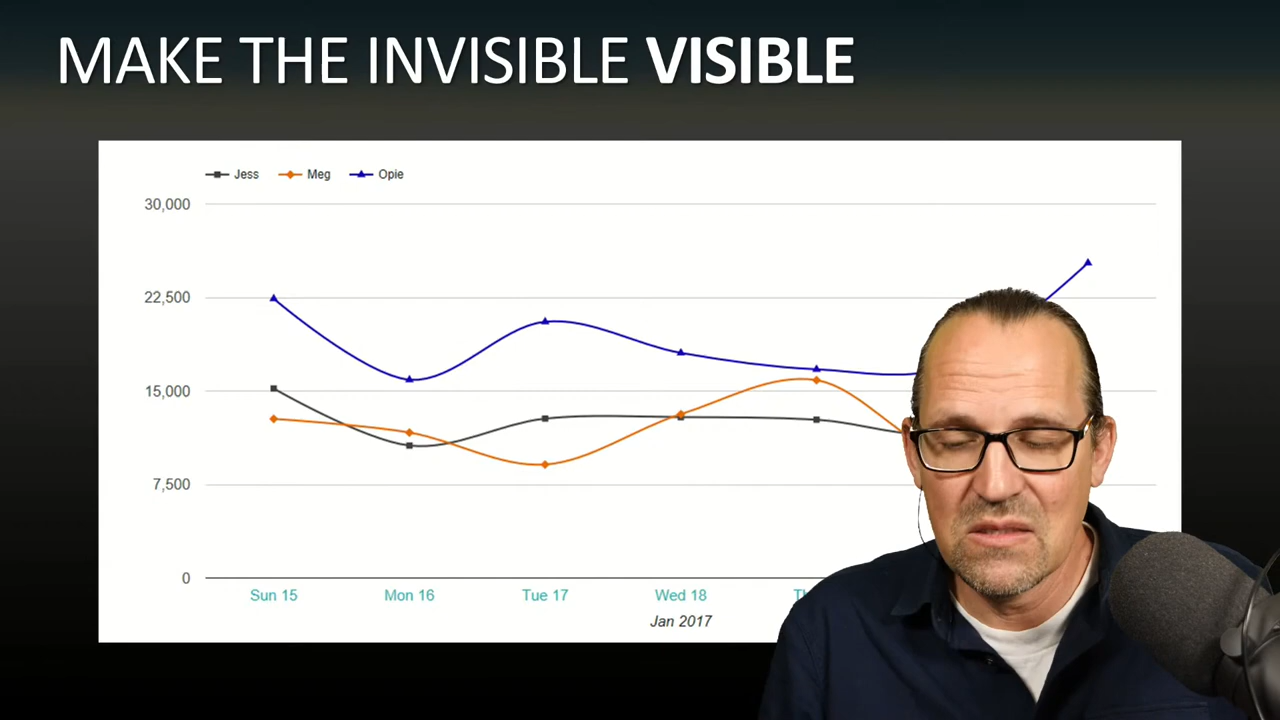 MAKE THE INVISIBLE VISIBLE
Jess Meg Opie
30,000
22,500
15,000
7,500
0
Sun 15 Mon 16 Tue 17 Wed 18
Jan 2017